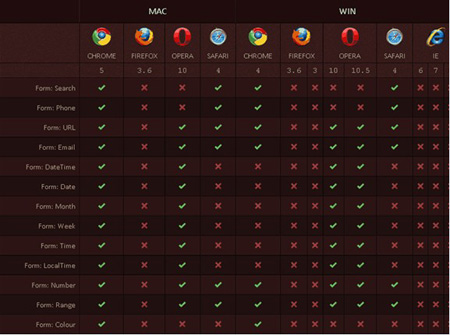 MAC WIN
CHROME FIREFOX OPERA SAFARI CHROME FIREFOX OPERA SAFARI IE
5 3.6 10 4 4 3.6 3 10 10.5 4 6 7
Form: Search
Form: Phone
Form: URL
Form: Email
Form: DateTime
Form: Date
Form: Month
Form: Week
Form: Time
Form: LocalTime
Form: Number
Form: Range
Form: Colour